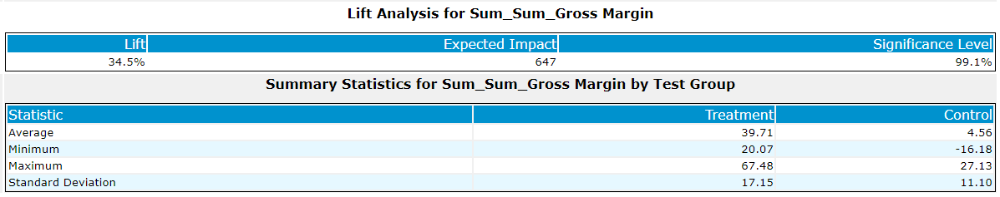 Lift Analysis for Sum_Sum_Gross Margin
Lift Expected Impact Significance Level
34.5% 647 99.1%
Summary Statistics for Sum_Sum_Gross Margin by Test Group
Statistic Treatment Control
Average 39.71 4.56
Minimum 20.07 -16.18
Maximum 67.48 27.13
Standard Deviation 17.15 11.10